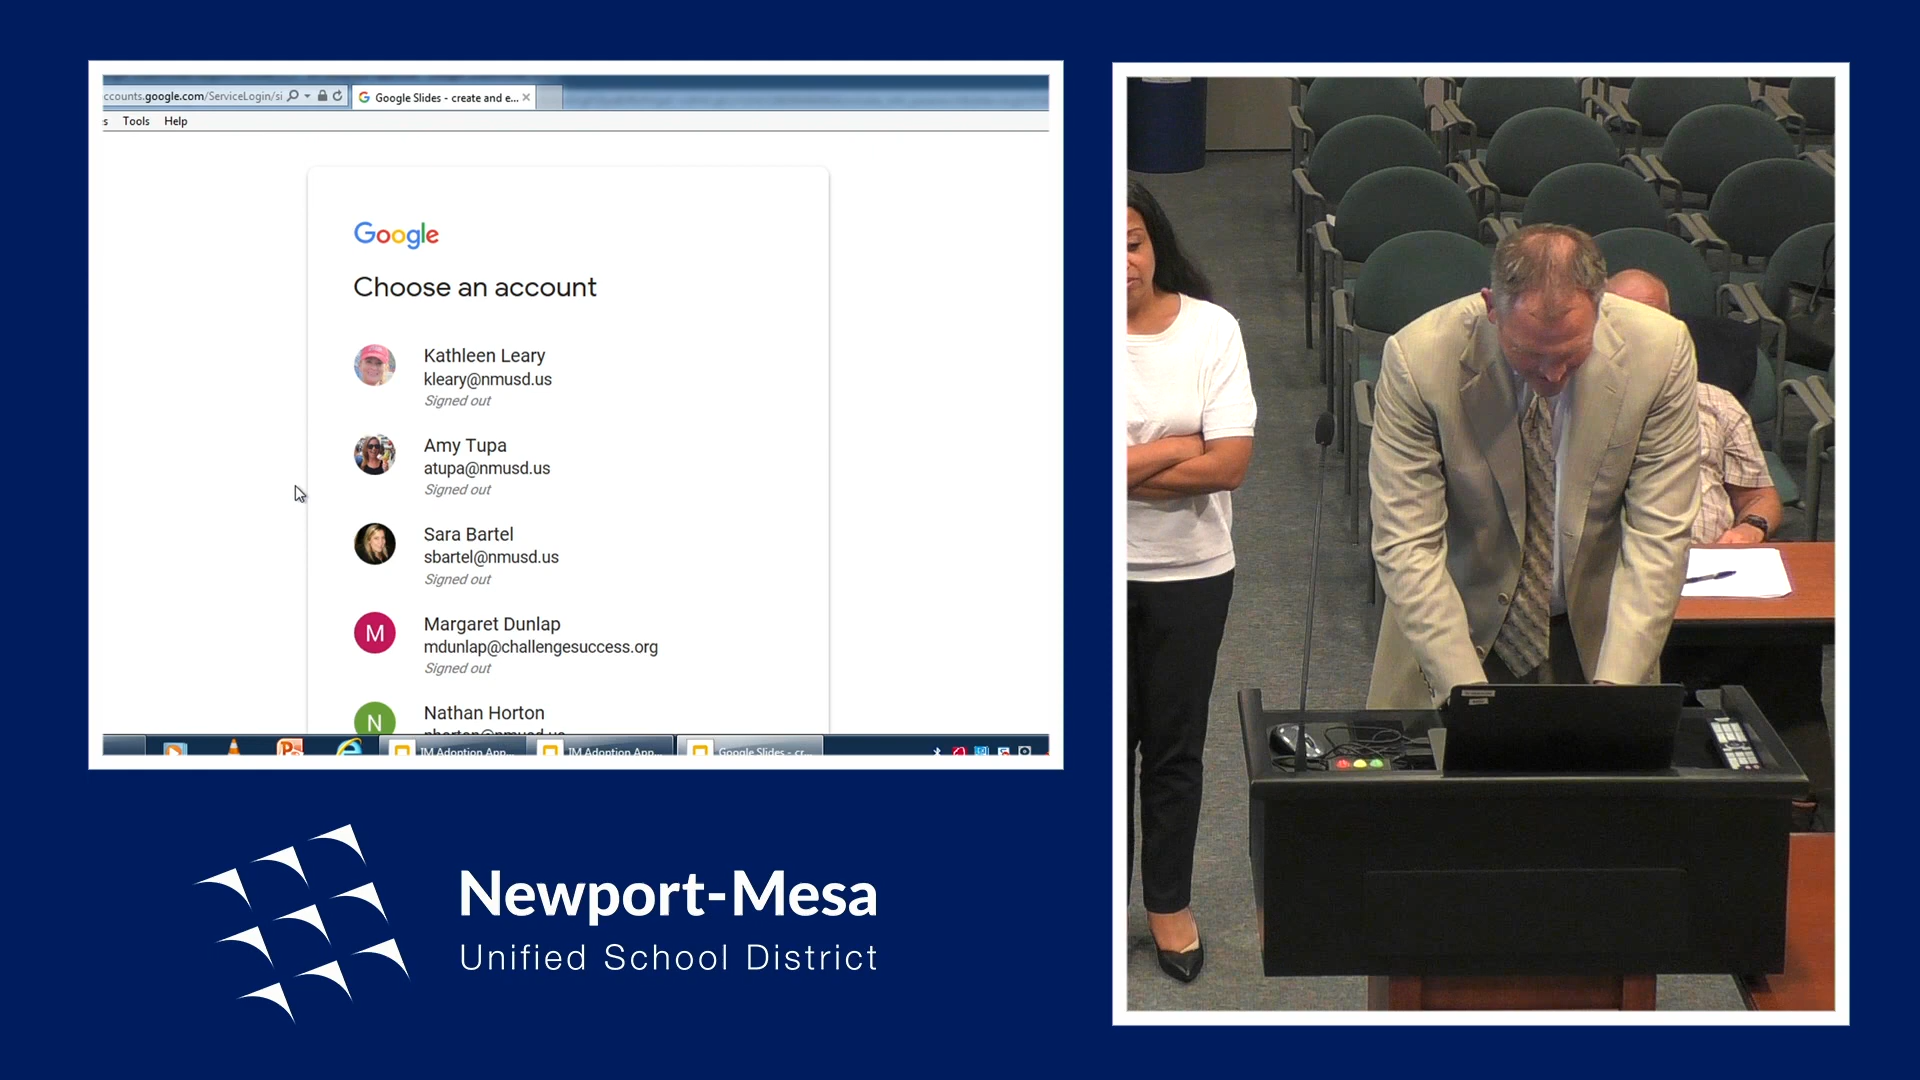 ccounts.google.com/ServiceLogin/si
Google Slides - create and e...
s Tools Help
Google
Choose an account
Kathleen Leary
kleary@nmusd.us
Signed out
Amy Tupa
atupa@nmusd.us
Signed out
Sara Bartel
sbartel@nmusd.us
Signed out
M
Margaret Dunlap
mdunlap@challengesuccess.org
Signed out
N
Nathan Horton
nhorton@nmusd.us
IM Adoption App...
IM Adoption App...
Google Slides - cr...
Newport-Mesa
Unified School District